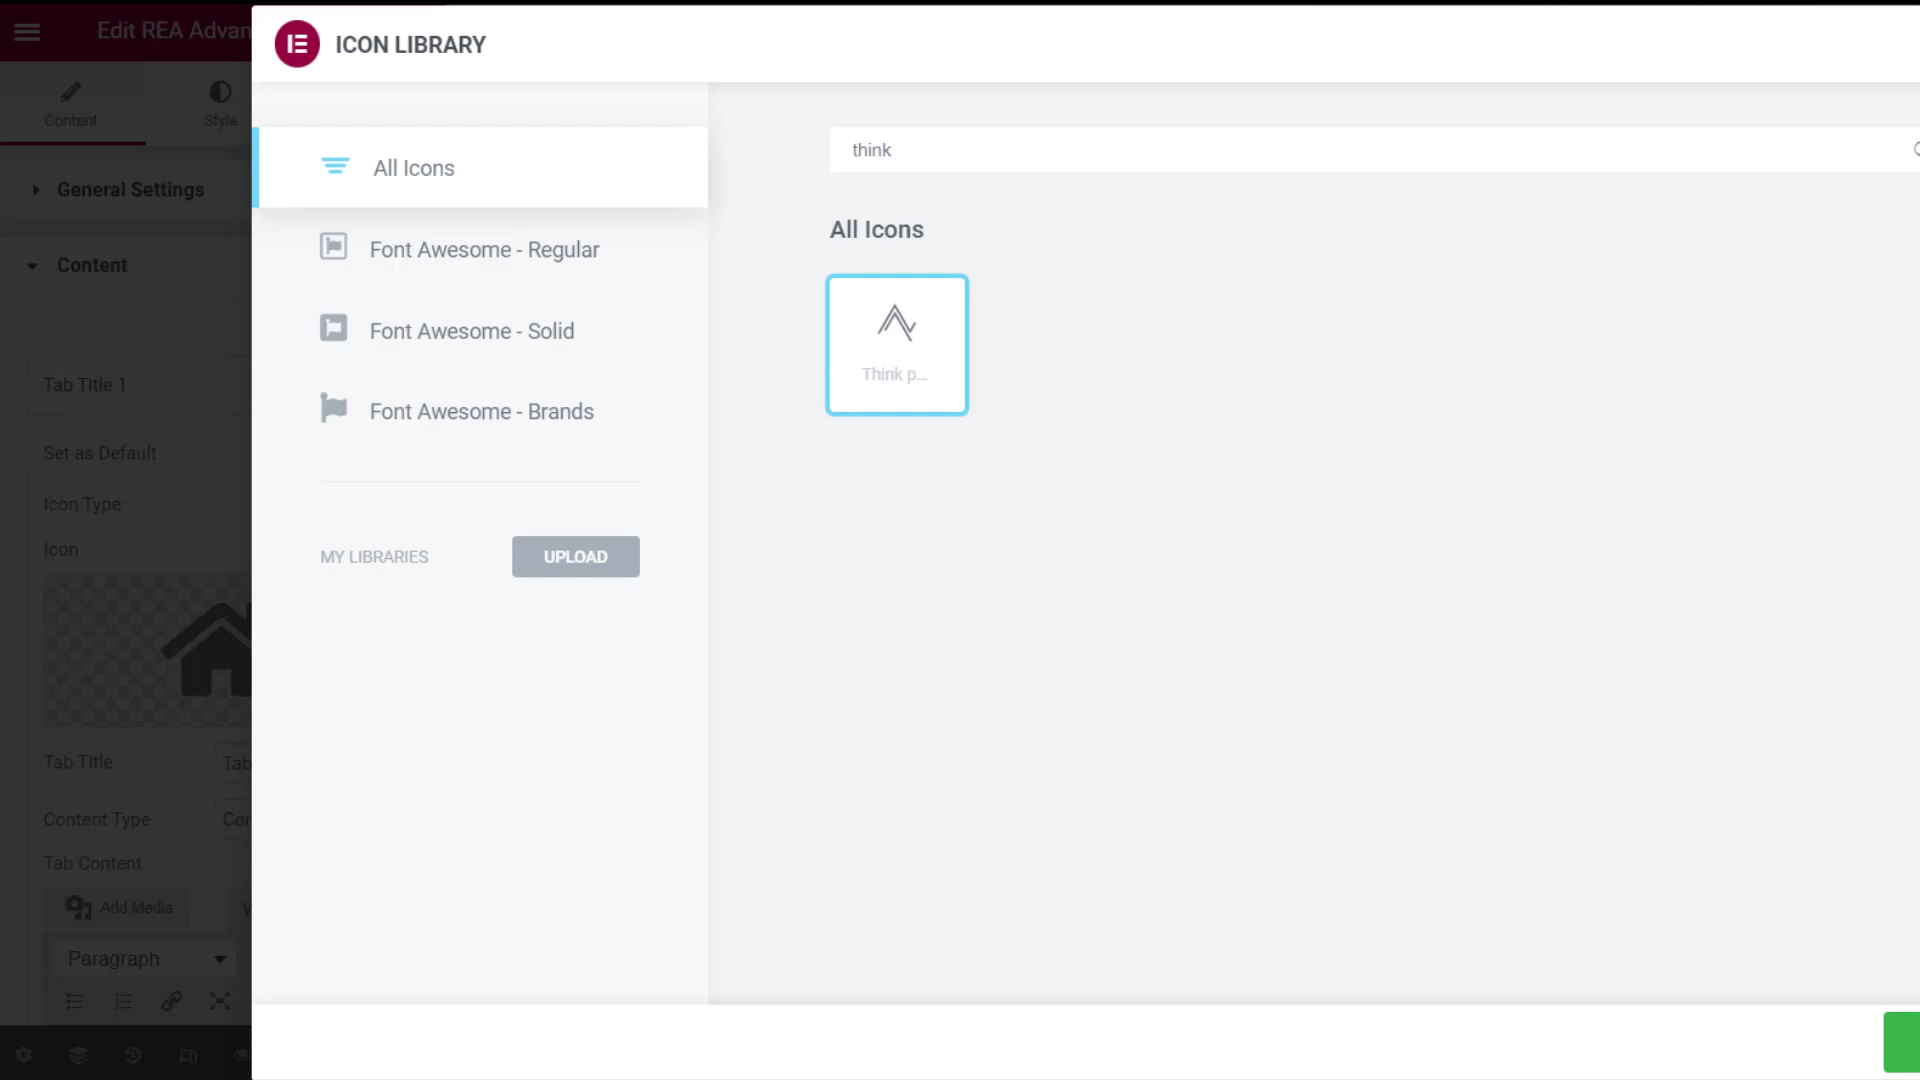 Edit REA Advan
ICON LIBRARY
Content
Style
General Settings
Content
Tab Title 1
Set as Default
Icon Type
Icon
Tab Title
Tab
Content Type
Con
Tab Content
Add Media
V
Paragraph
All Icons
Font Awesome - Regular
Font Awesome - Solid
Font Awesome - Brands
MY LIBRARIES
UPLOAD
think
All Icons
Think p...